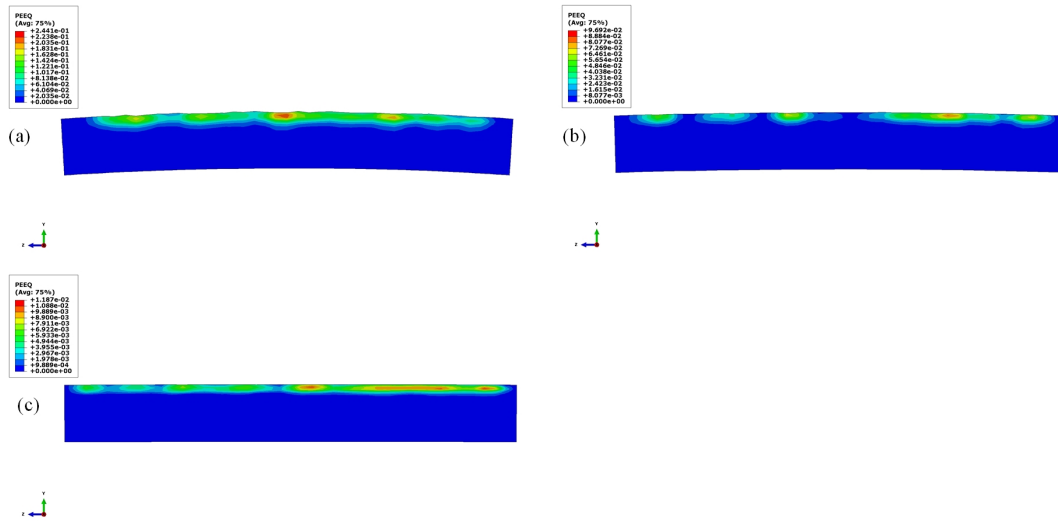 PEEQ
(Avg: 75%)
+2.441e-01
+2.238e-01
+2.035e-01
+1.831e-01
+1.628e-01
+1.424e-01
+1.221e-01
+1.017e-01
+8.138e-02
+6.104e-02
+4.069e-02
+2.035e-02
+0.000e+00
(a)
Y
Z
PEEQ
(Avg: 75%)
+9.692e-02
+8.884e-02
+8.077e-02
+7.269e-02
+6.461e-02
+5.654e-02
+4.846e-02
+4.038e-02
+3.231e-02
+2.423e-02
+1.615e-02
+8.077e-03
+0.000e+00
(b)
Y
Z
PEEQ
(Avg: 75%)
+1.187e-02
+1.088e-02
+9.889e-03
+8.900e-03
+7.911e-03
+6.922e-03
+5.933e-03
+4.944e-03
+3.955e-03
+2.967e-03
+1.978e-03
+9.889e-04
+0.000e+00
(c)
Y
Z